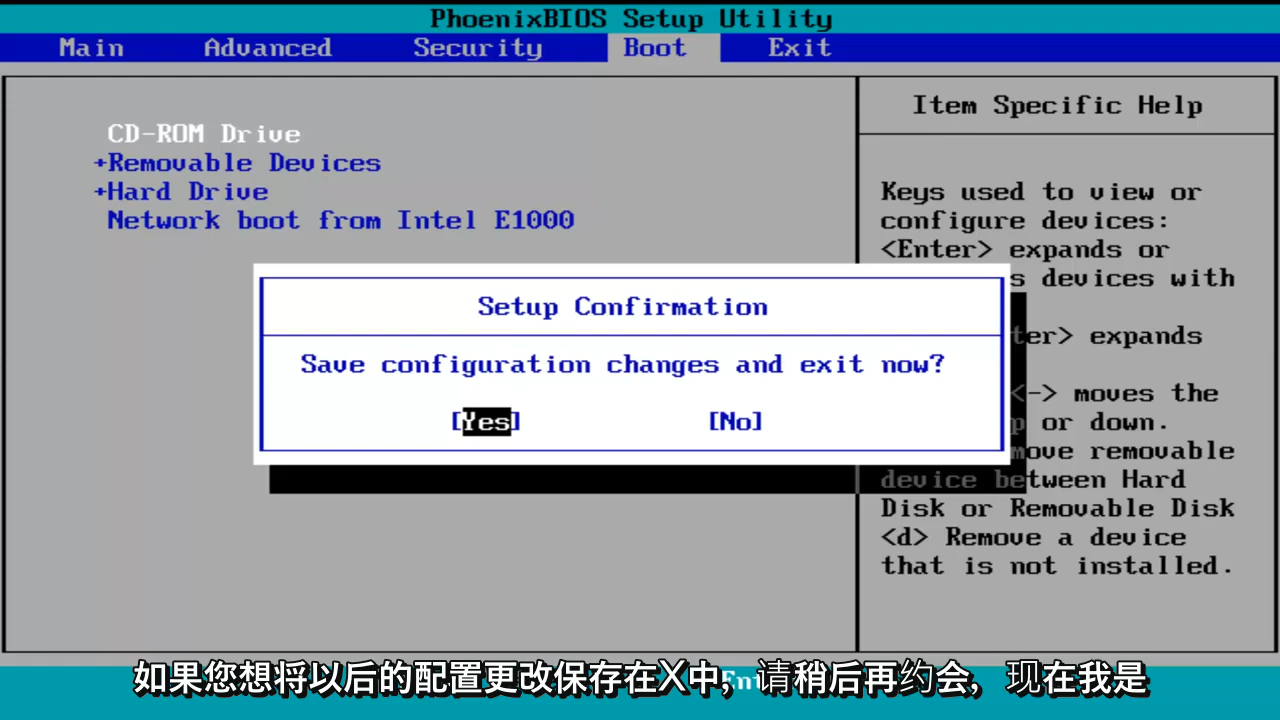 PhoenixBIOS Setup Utility
Main Advanced Security Boot Exit
CD-ROM Drive
+Removable Devices
+Hard Drive
Network boot from Intel E1000
Setup Confirmation
Save configuration changes and exit now?
[Yes] [No]
Item Specific Help
Keys used to view or
configure devices:
<Enter> expands or
s devices with
ter> expands
<-> moves the
p or down.
move removable
device between Hard
Disk or Removable Disk
<d> Remove a device
that is not installed.
如果您想将以后的配置更改保存在X中,请稍后再约会, 现在我是